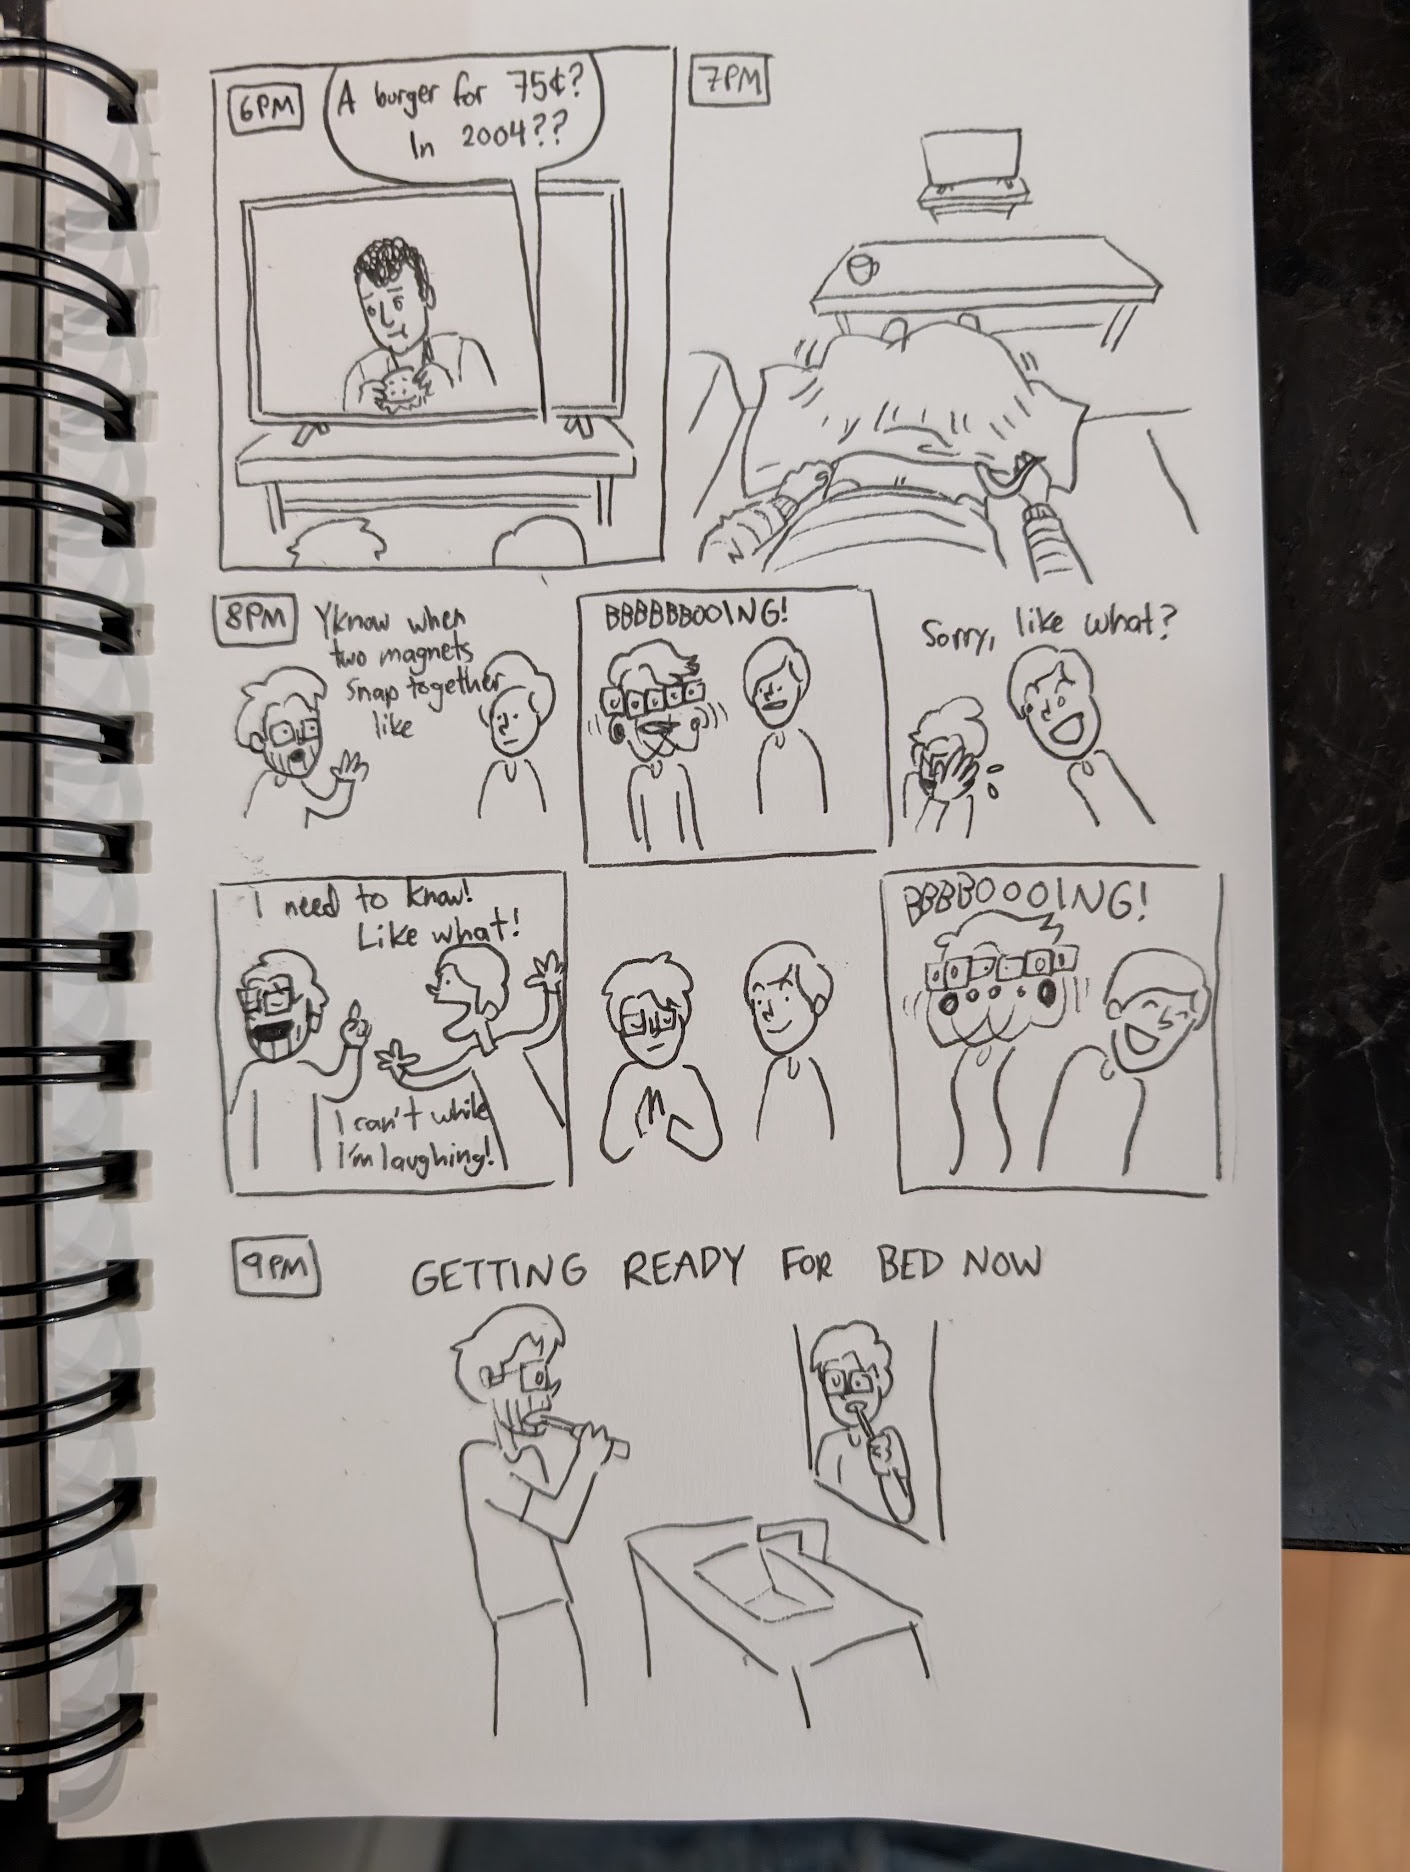 6PM
A burger for 75¢?
In 2004??
7PM
8PM
Yknow when
two magnets
snap together
like
BBBBBBOOING!
Sorry, like what?
I need to know!
Like what!
I can't while
I'm laughing!
BBBBOOOING!
9PM
GETTING READY FOR BED NOW